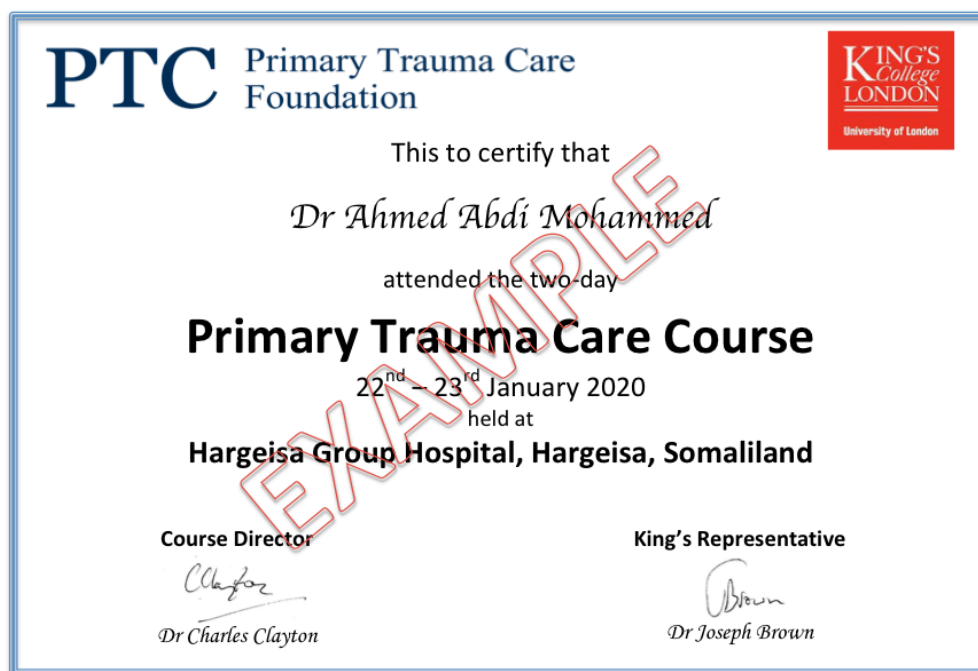 PTC Primary Trauma Care
Foundation
KING'S
College
LONDON
University of London
This to certify that
Dr Ahmed Abdi Mohammed
attended the two-day
Primary Trauma Care Course
22nd – 23rd January 2020
held at
Hargeisa Group Hospital, Hargeisa, Somaliland
EXAMPLE
Course Director
King's Representative
CClayton
JBrown
Dr Charles Clayton
Dr Joseph Brown